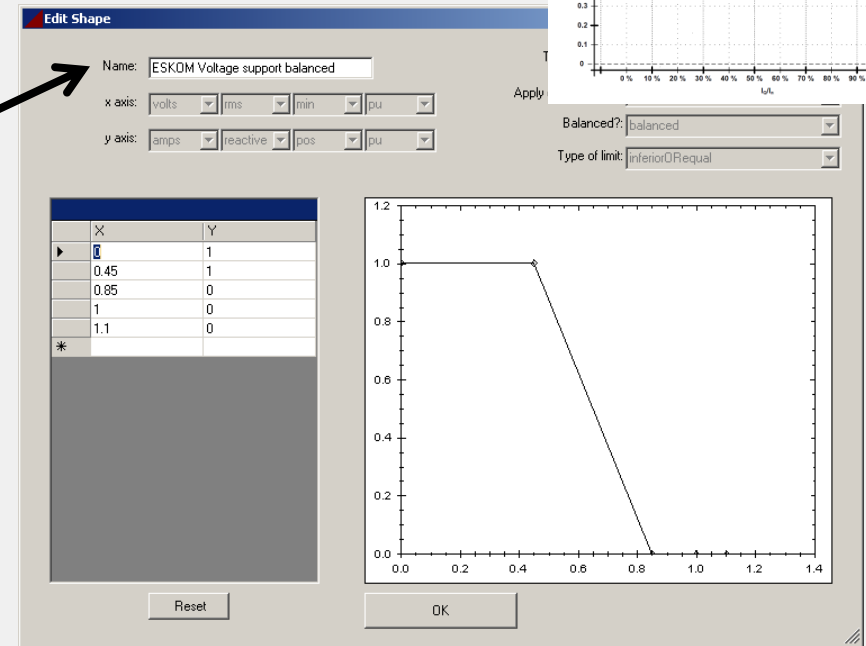 Edit Shape
0.3
0.2
0.1
0
0% 10% 20% 30% 40% 50% 60% 70% 80% 90%
Name: ESKOM Voltage support balanced
x axis: volts rms min pu
y axis: amps reactive pos pu
T
Apply
Balanced?: balanced
Type of limit: inferiorORequal
X Y
0 1
0.45 1
0.85 0
1 0
1.1 0
*
1.2
1.0
0.8
0.6
0.4
0.2
0.0
0.0 0.2 0.4 0.6 0.8 1.0 1.2 1.4
Reset
OK